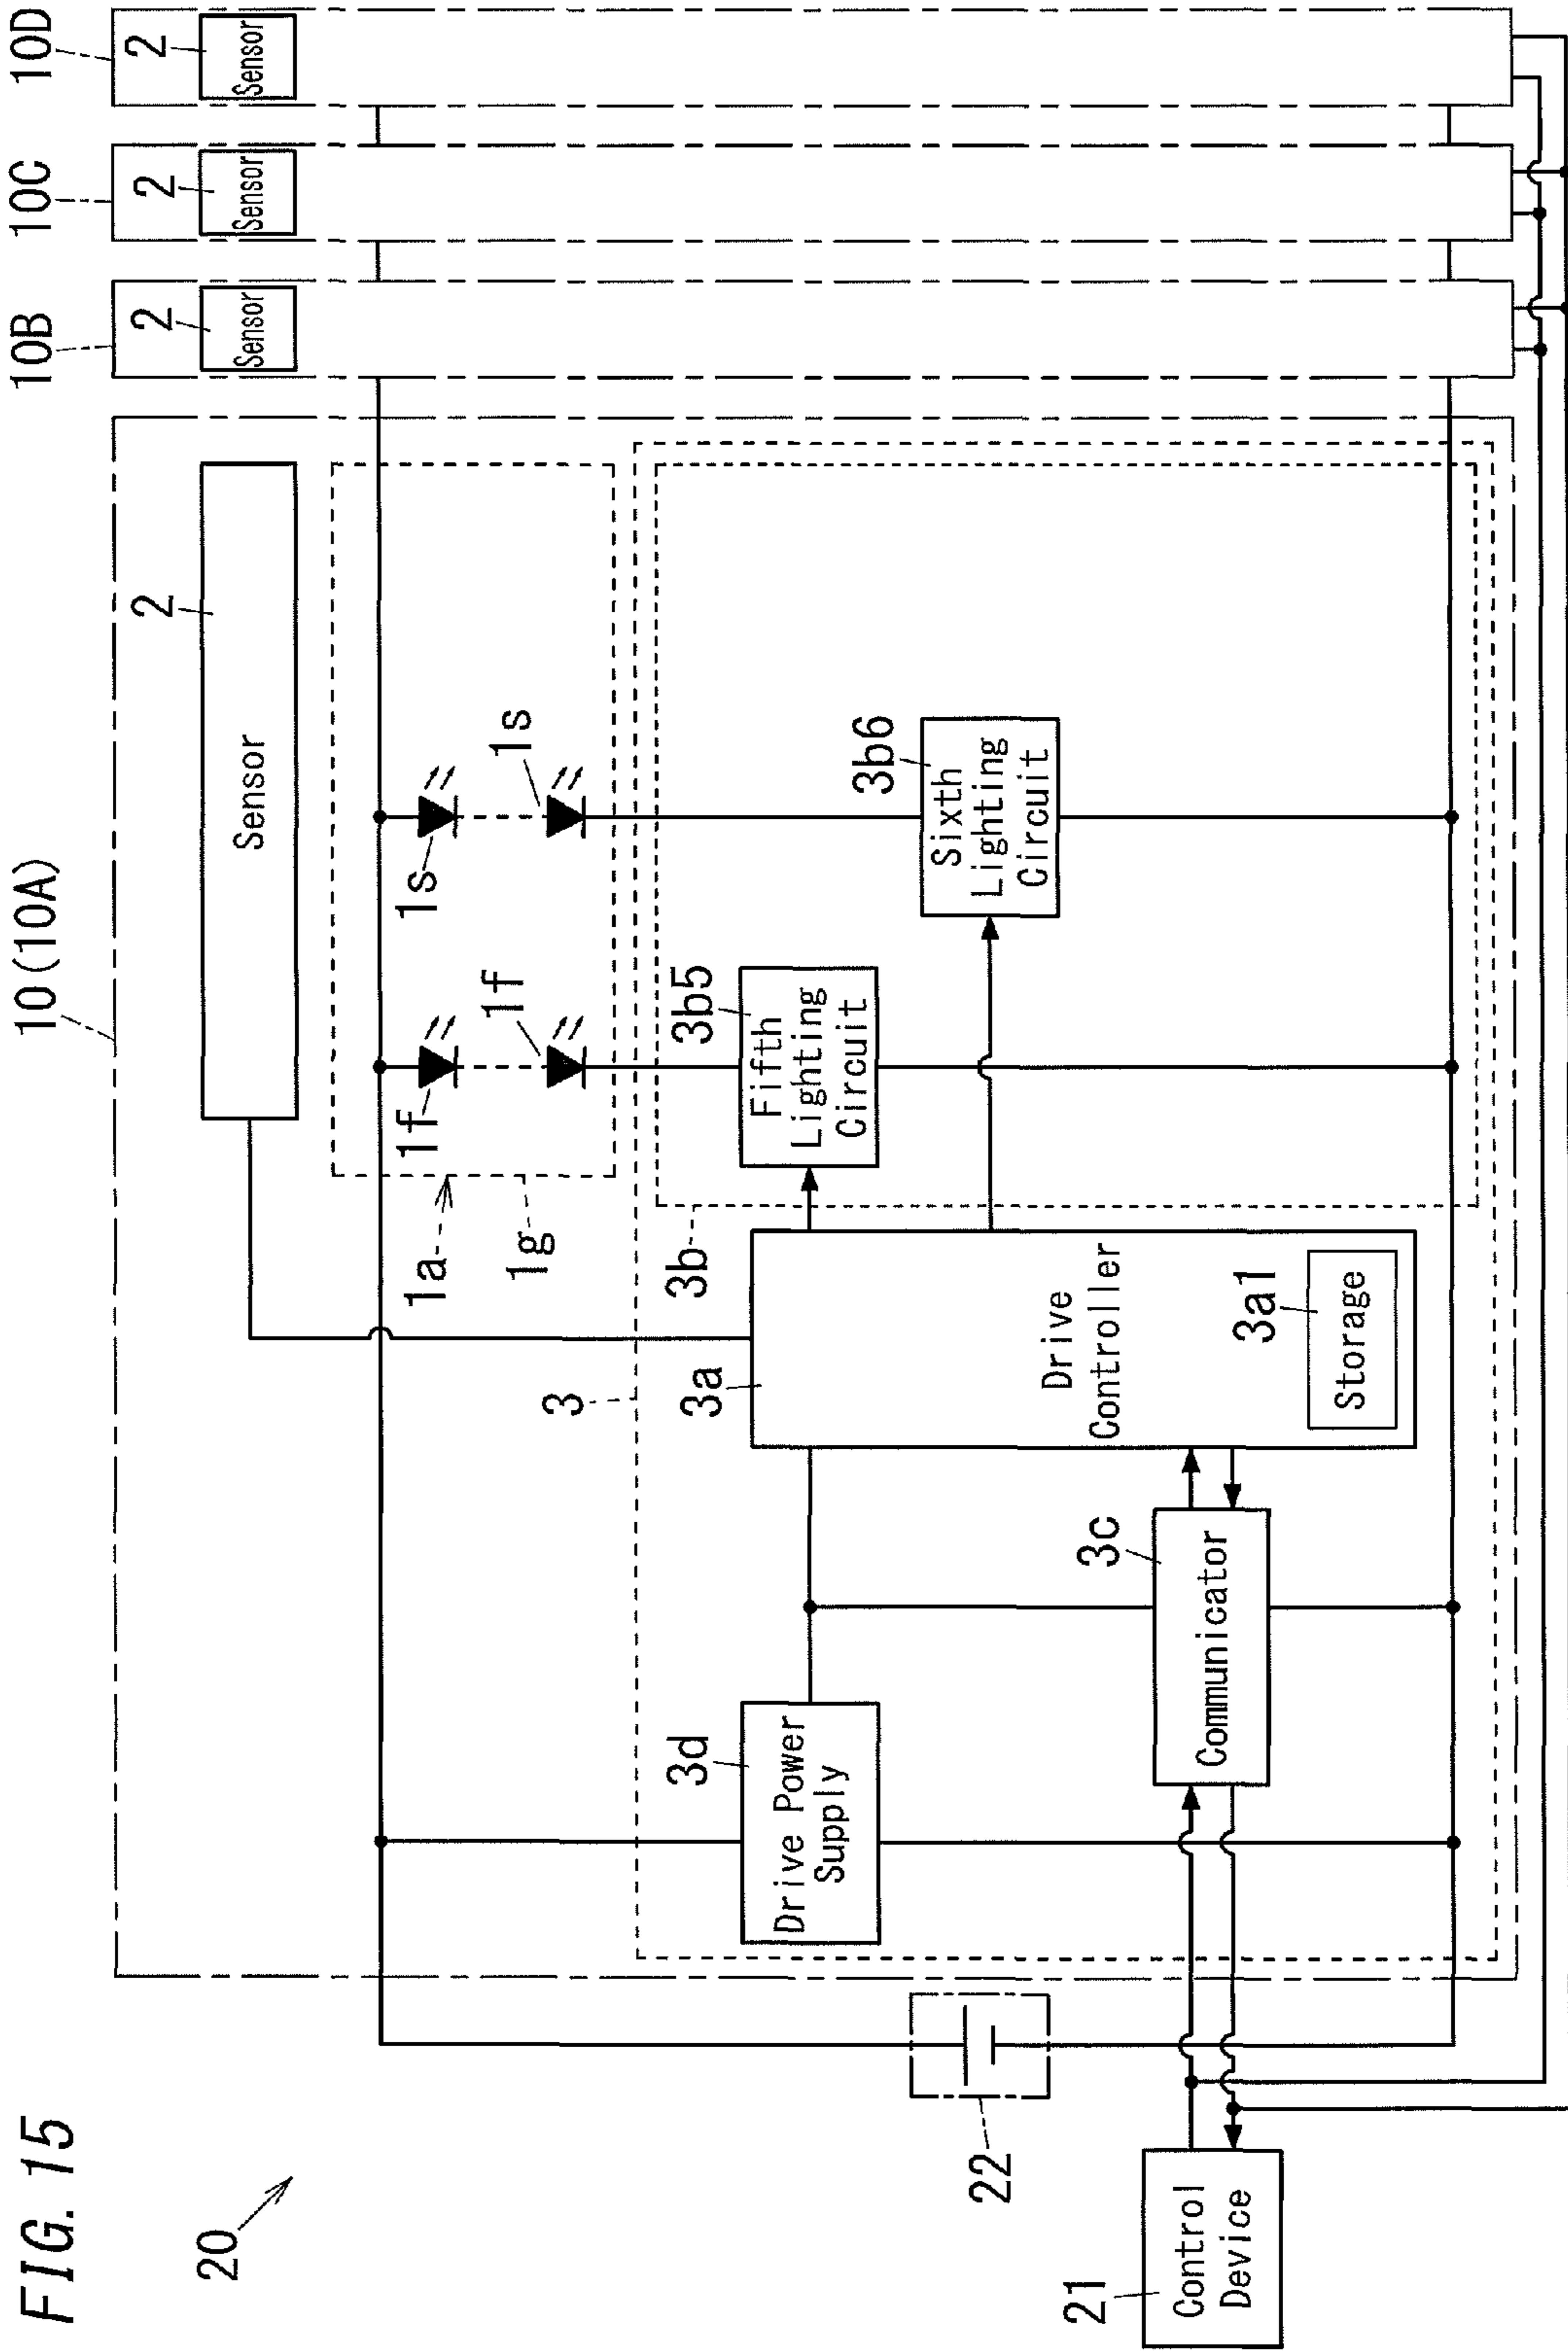 FIG. 15
20
10 (10A)
10B
10C
10D
2
Sensor
2
Sensor
2
Sensor
2
Sensor
1f
1f
1s
1s
1a
1g
3
3d
Drive Power
Supply
3a
Drive
Controller
3a1
Storage
3b
3b5
Fifth
Lighting
Circuit
3b6
Sixth
Lighting
Circuit
3c
Communicator
22
21
Control
Device